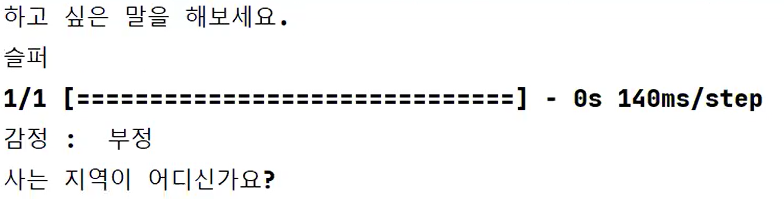 하고 싶은 말을 해보세요.
슬퍼
1/1 [==============================] - 0s 140ms/step
감정 :  부정
사는 지역이 어디신가요?